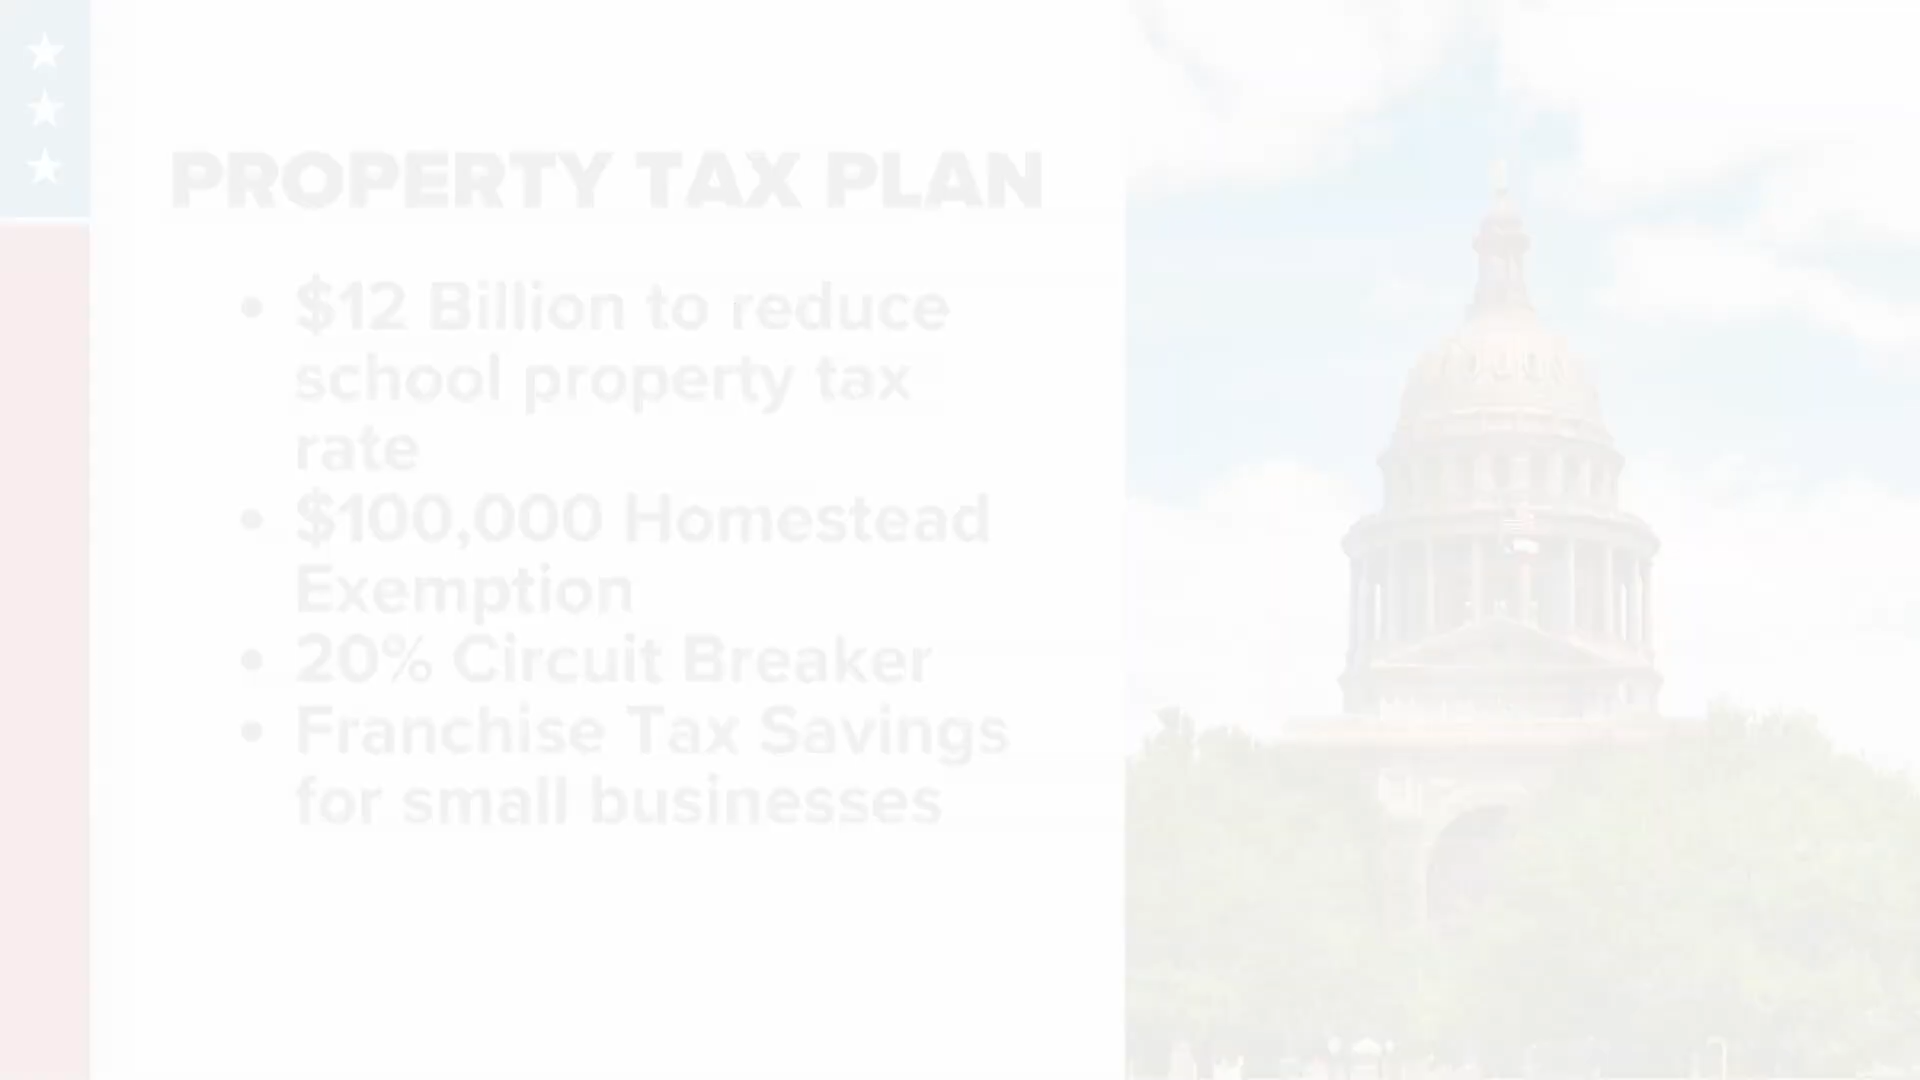 PROPERTY TAX PLAN
• $12 Billion to reduce
school property tax
rate
• $100,000 Homestead
Exemption
• 20% Circuit Breaker
• Franchise Tax Savings
for small businesses